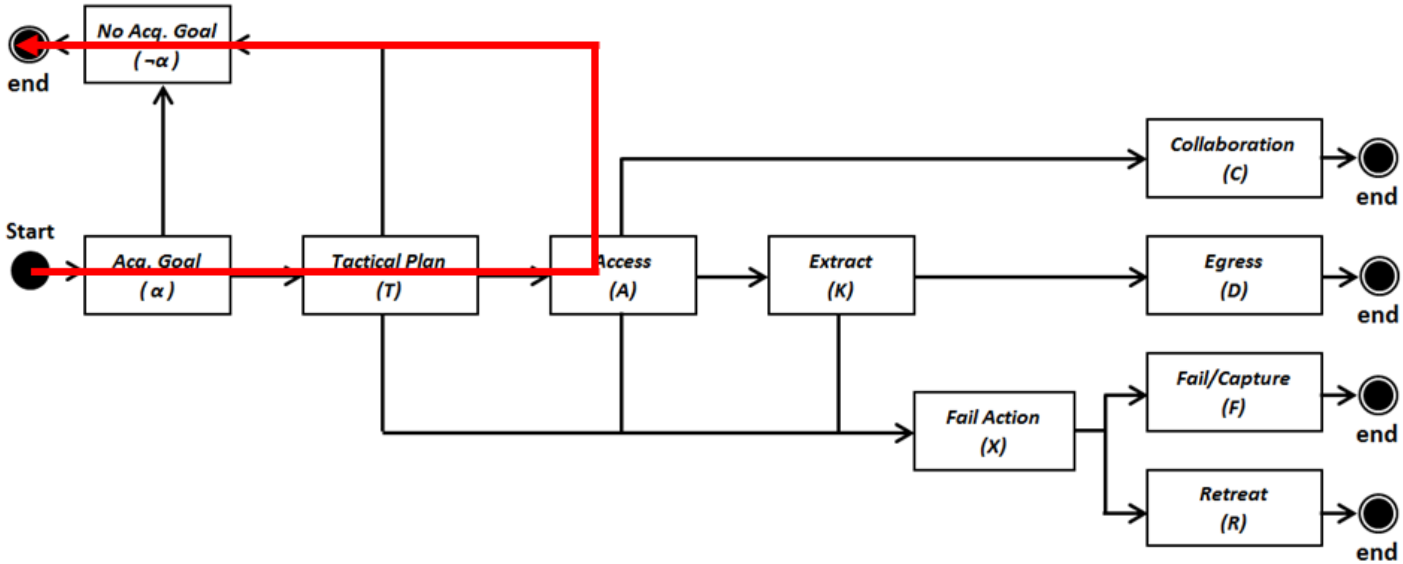 No Acq. Goal
(¬α)
end
Collaboration
(C)
end
Start
Acq. Goal
(α)
Tactical Plan
(T)
Access
(A)
Extract
(K)
Egress
(D)
end
Fail/Capture
(F)
end
Fail Action
(X)
Retreat
(R)
end